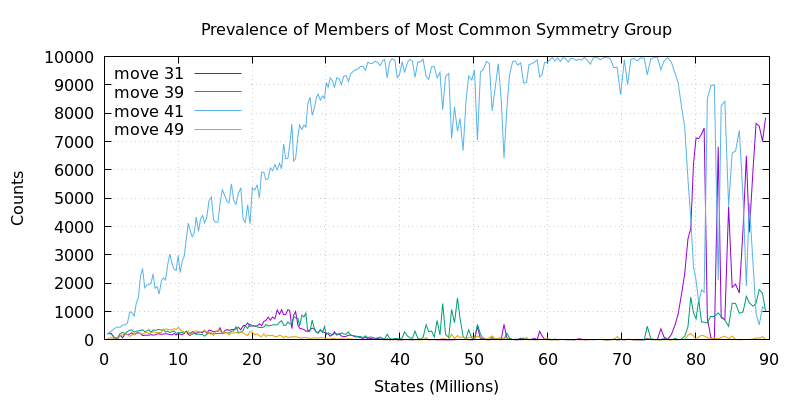 Prevalence of Members of Most Common Symmetry Group
Counts
10000
9000
8000
7000
6000
5000
4000
3000
2000
1000
0
move 31
move 39
move 41
move 49
0 10 20 30 40 50 60 70 80 90
States (Millions)